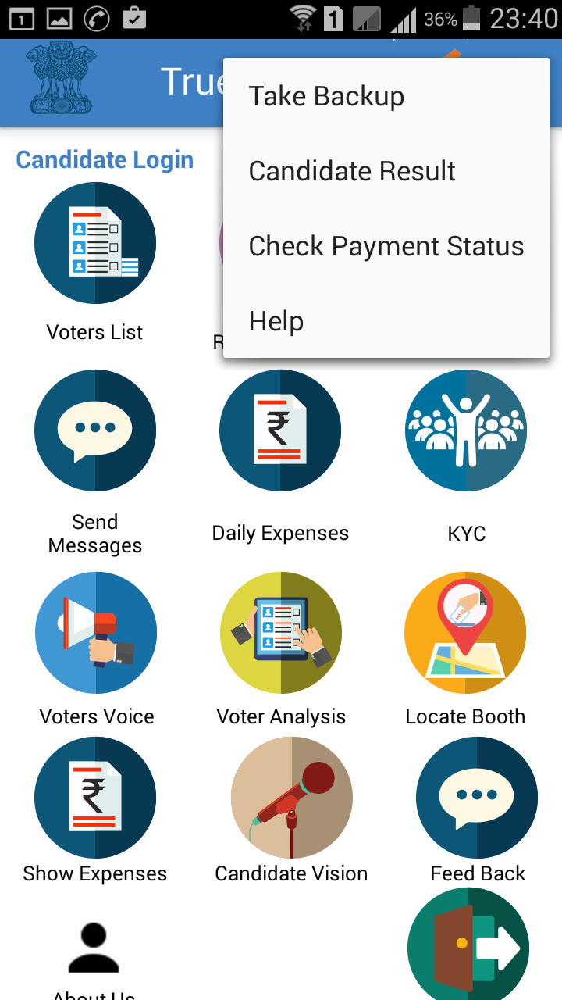 1
1
36%
23:40
True
Take Backup
Candidate Login
Candidate Result
Check Payment Status
Help
Voters List
R
Send
Messages
Daily Expenses
KYC
Voters Voice
Voter Analysis
Locate Booth
Show Expenses
Candidate Vision
Feed Back
About Us